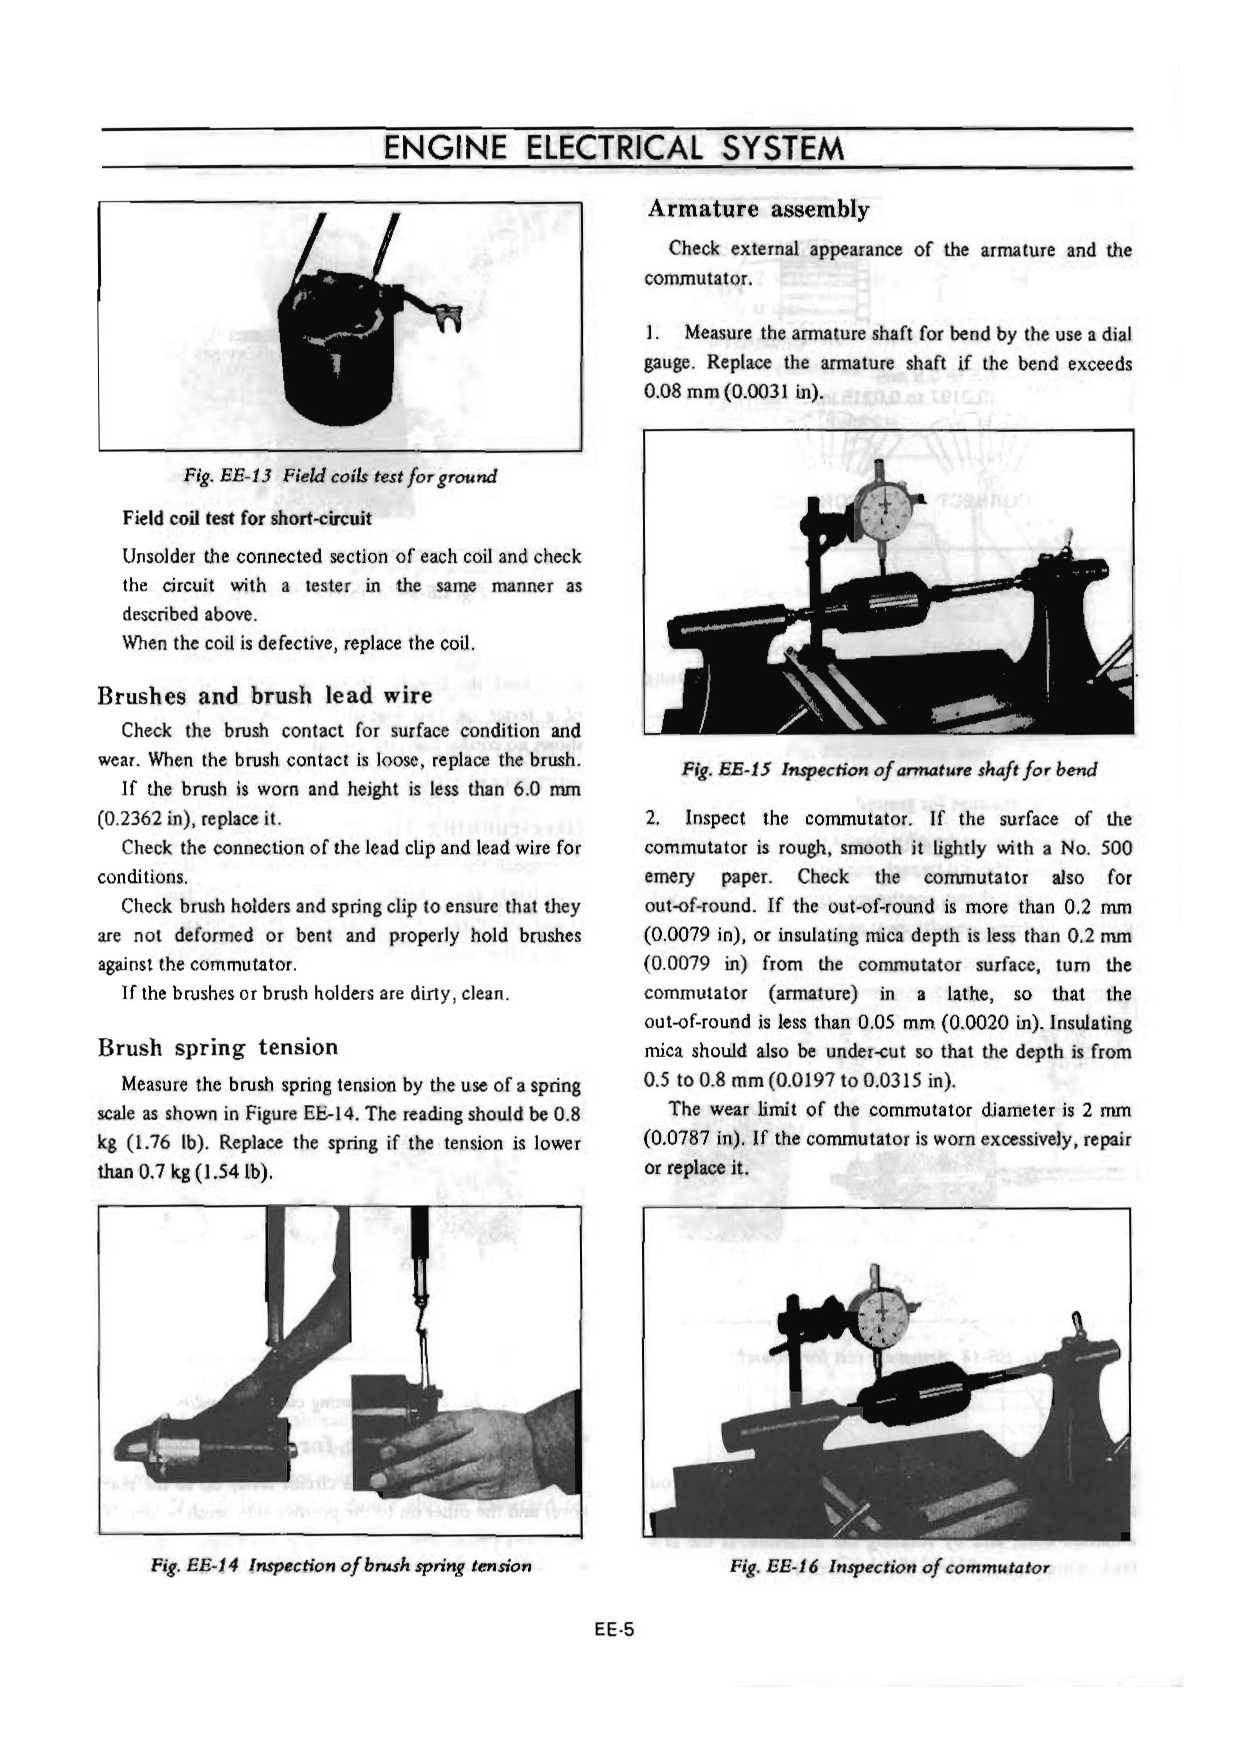 ENGINE ELECTRICAL SYSTEM
Fig. EE-13 Field coils test for ground
Field coil test for short-circuit
Unsolder the connected section of each coil and check
the circuit with a tester in the same manner as
described above.
When the coil is defective, replace the coil.
Brushes and brush lead wire
Check the brush contact for surface condition and
wear. When the brush contact is loose, replace the brush.
If the brush is worn and height is less than 6.0 mm
(0.2362 in), replace it.
Check the connection of the lead clip and lead wire for
conditions.
Check brush holders and spring clip to ensure that they
are not deformed or bent and properly hold brushes
against the commutator.
If the brushes or brush holders are dirty, clean.
Brush spring tension
Measure the brush spring tension by the use of a spring
scale as shown in Figure EE-14. The reading should be 0.8
kg (1.76 lb). Replace the spring if the tension is lower
than 0.7 kg (1.54 lb).
Fig. EE-14 Inspection of brush spring tension
Armature assembly
Check external appearance of the armature and the
commutator.
1. Measure the armature shaft for bend by the use a dial
gauge. Replace the armature shaft if the bend exceeds
0.08 mm (0.0031 in).
Fig. EE-15 Inspection of armature shaft for bend
2. Inspect the commutator. If the surface of the
commutator is rough, smooth it lightly with a No. 500
emery paper. Check the commutator also for
out-of-round. If the out-of-round is more than 0.2 mm
(0.0079 in), or insulating mica depth is less than 0.2 mm
(0.0079 in) from the commutator surface, turn the
commutator (armature) in a lathe, so that the
out-of-round is less than 0.05 mm (0.0020 in). Insulating
mica should also be under-cut so that the depth is from
0.5 to 0.8 mm (0.0197 to 0.0315 in).
The wear limit of the commutator diameter is 2 mm
(0.0787 in). If the commutator is worn excessively, repair
or replace it.
Fig. EE-16 Inspection of commutator
EE-5